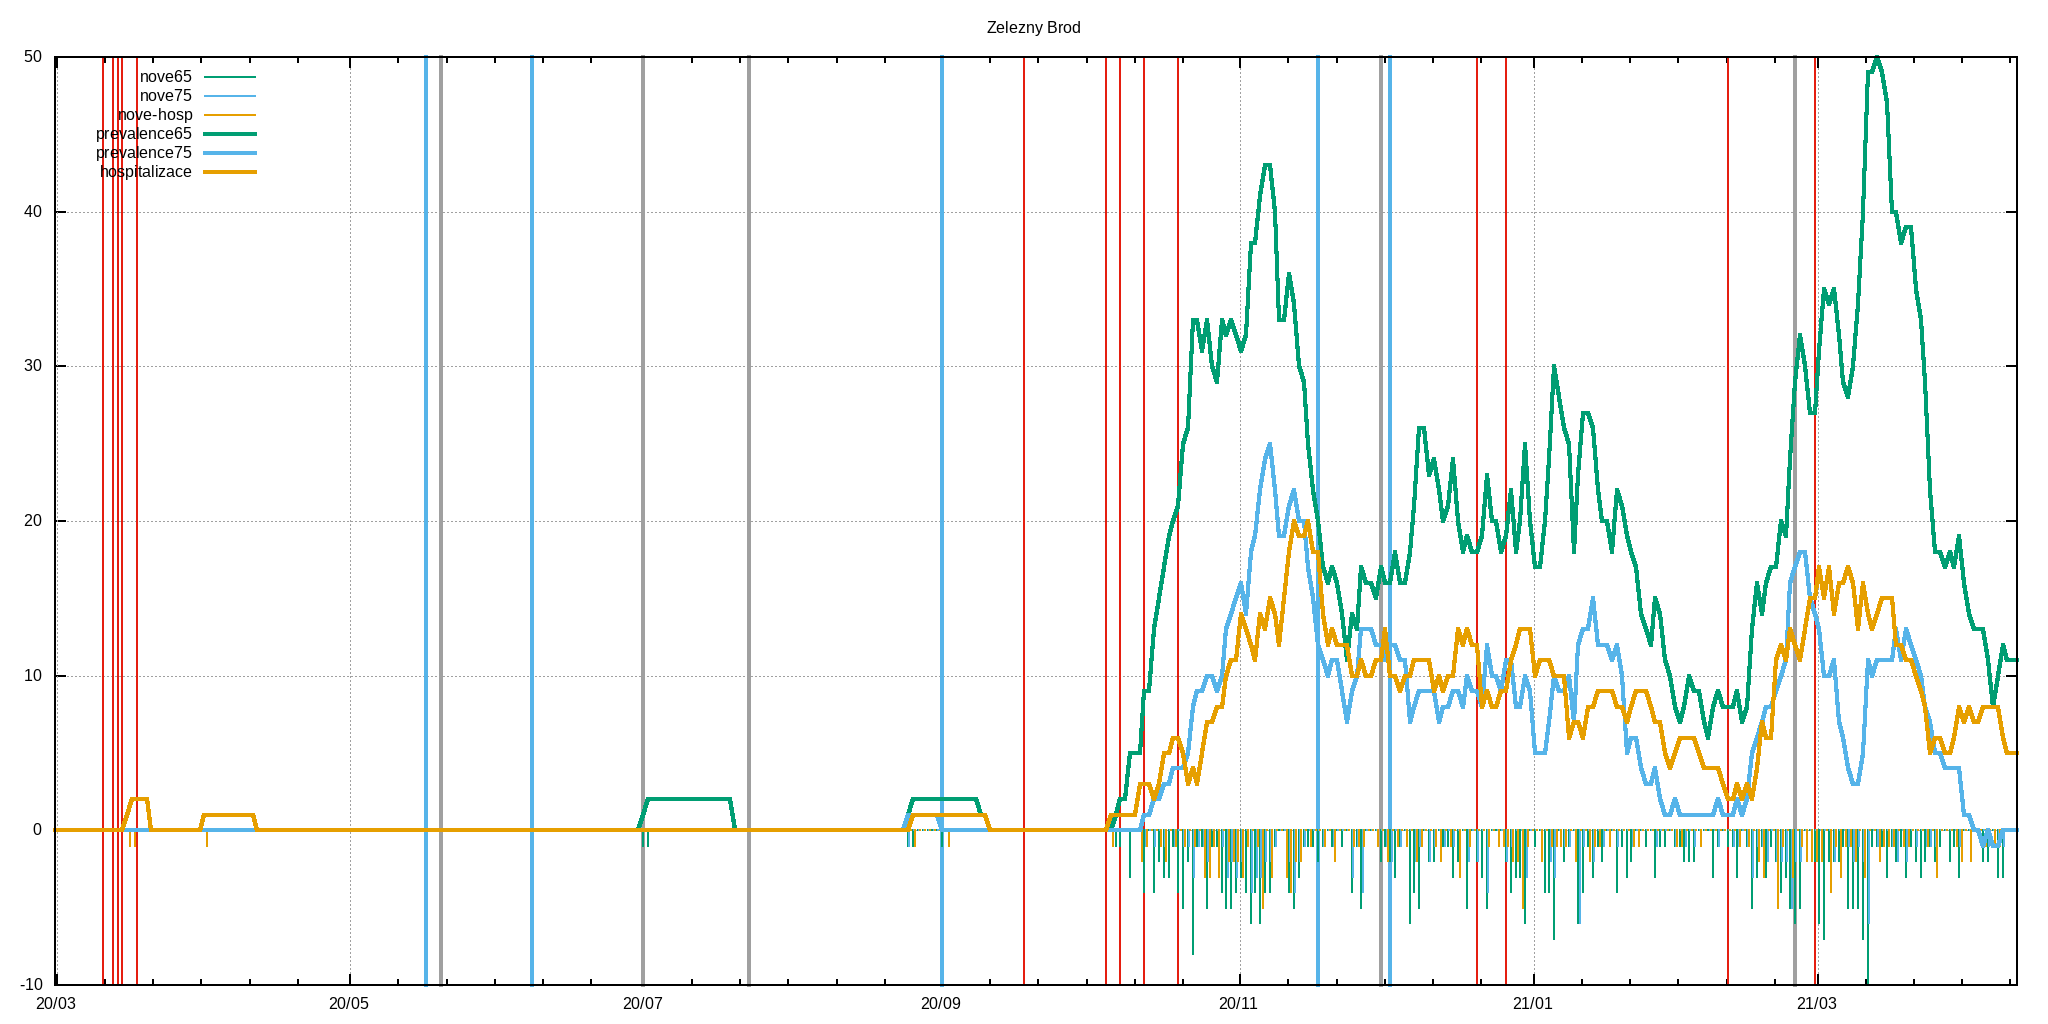 Zelezny Brod
50
nove65
nove75
nove-hosp
prevalence65
prevalence75
hospitalizace
40
30
20
10
0
-10
20/03 20/05 20/07 20/09 20/11 21/01 21/03